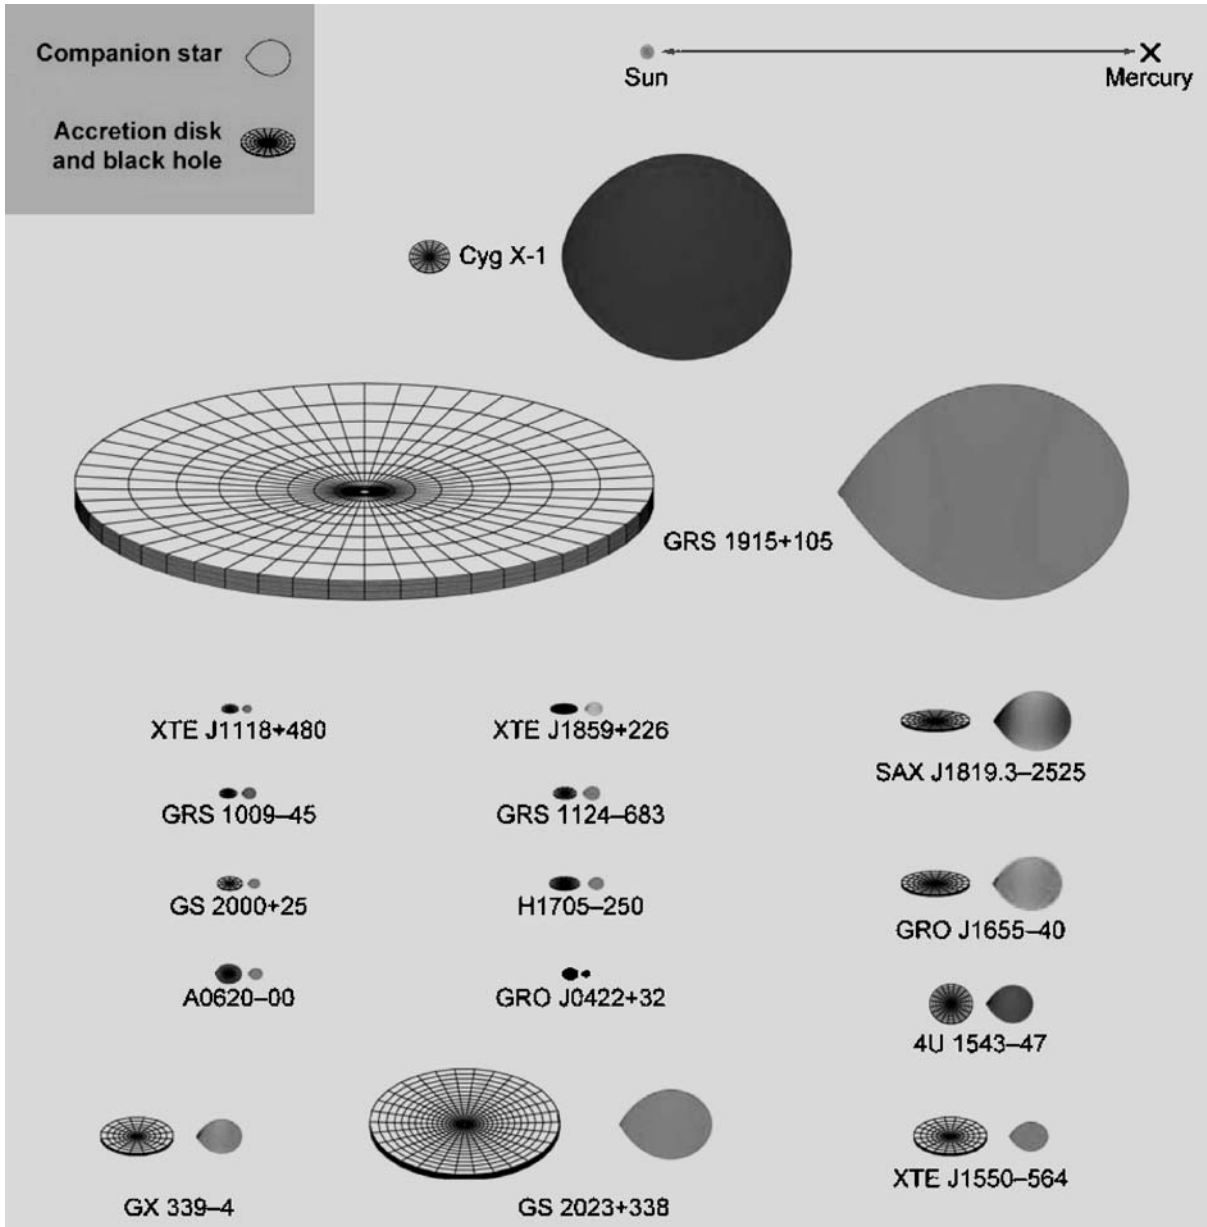 Companion star
Accretion disk
and black hole
Sun
Mercury
Cyg X-1
GRS 1915+105
XTE J1118+480
XTE J1859+226
SAX J1819.3–2525
GRS 1009–45
GRS 1124–683
GS 2000+25
H1705–250
GRO J1655–40
A0620–00
GRO J0422+32
4U 1543–47
GX 339–4
GS 2023+338
XTE J1550–564